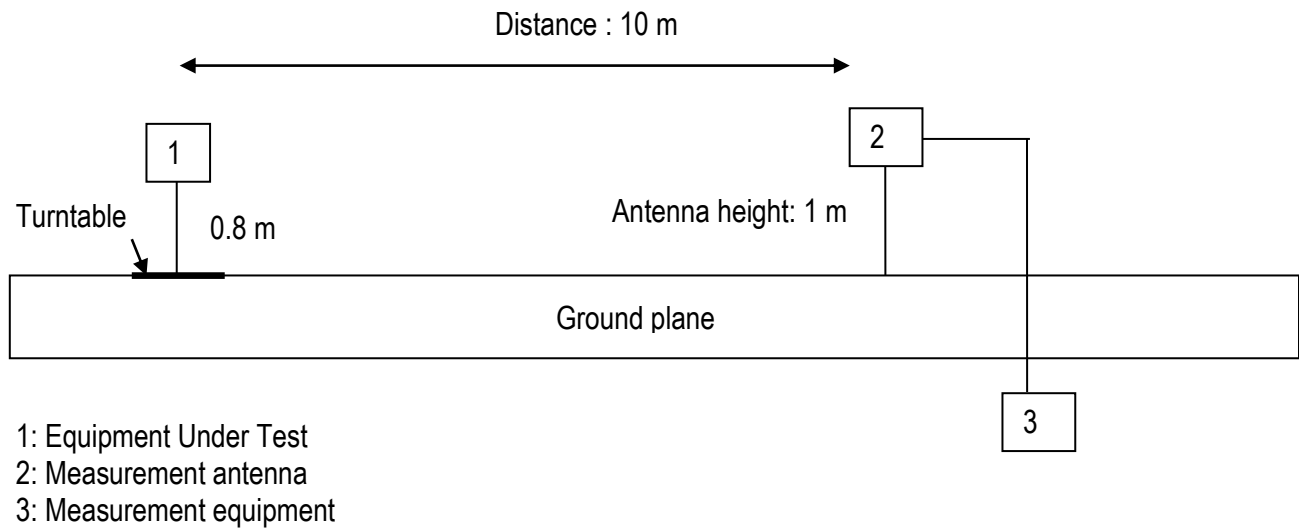 Distance : 10 m
1
2
Turntable
0.8 m
Antenna height: 1 m
Ground plane
3
1: Equipment Under Test
2: Measurement antenna
3: Measurement equipment